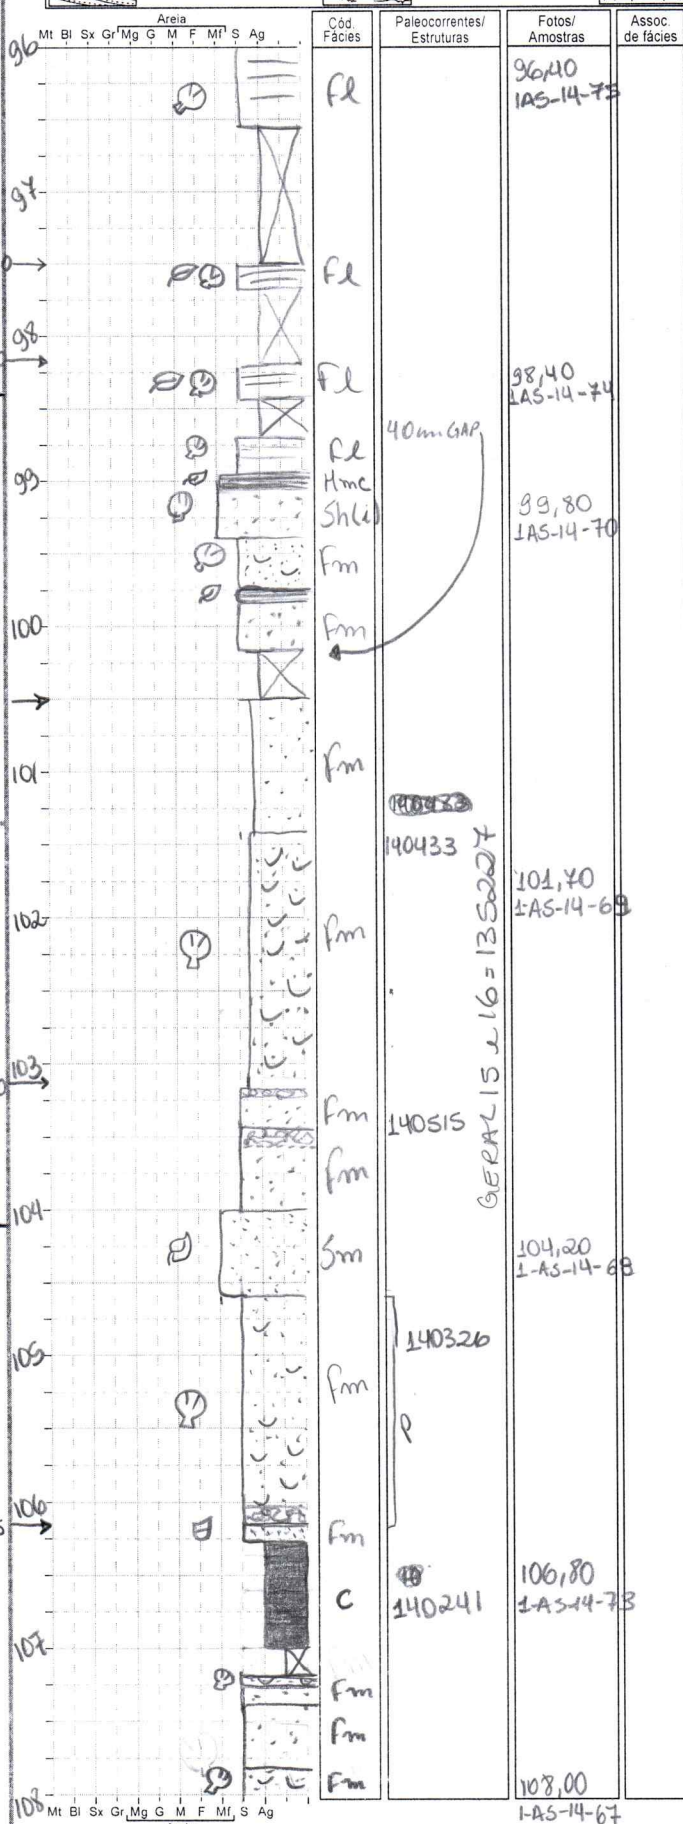 Areia
Mt Bl Sx Gr Mg G M F Mf S Ag
Cód. Fácies
Paleocorrentes/ Estruturas
Fotos/ Amostras
Assoc. de fácies
96
Fl
96,40
1AS-14-75
97
Fl
98
Fl
98,40
1AS-14-74
40cm GAP
Fl
99
Hmc
Sh(i)
99,80
1AS-14-70
Fm
100
Fm
101
Fm
140433
GERAL 15 e 16 = 135227
101,70
1-AS-14-69
102
Fm
103
Fm
140515
Fm
104
Sm
104,20
1-AS-14-68
105
140326
Fm
P
106
Fm
C
140241
106,80
1-AS-14-73
107
Fm
Fm
Fm
108
108,00
1-AS-14-67
Mt Bl Sx Gr Mg G M F Mf S Ag